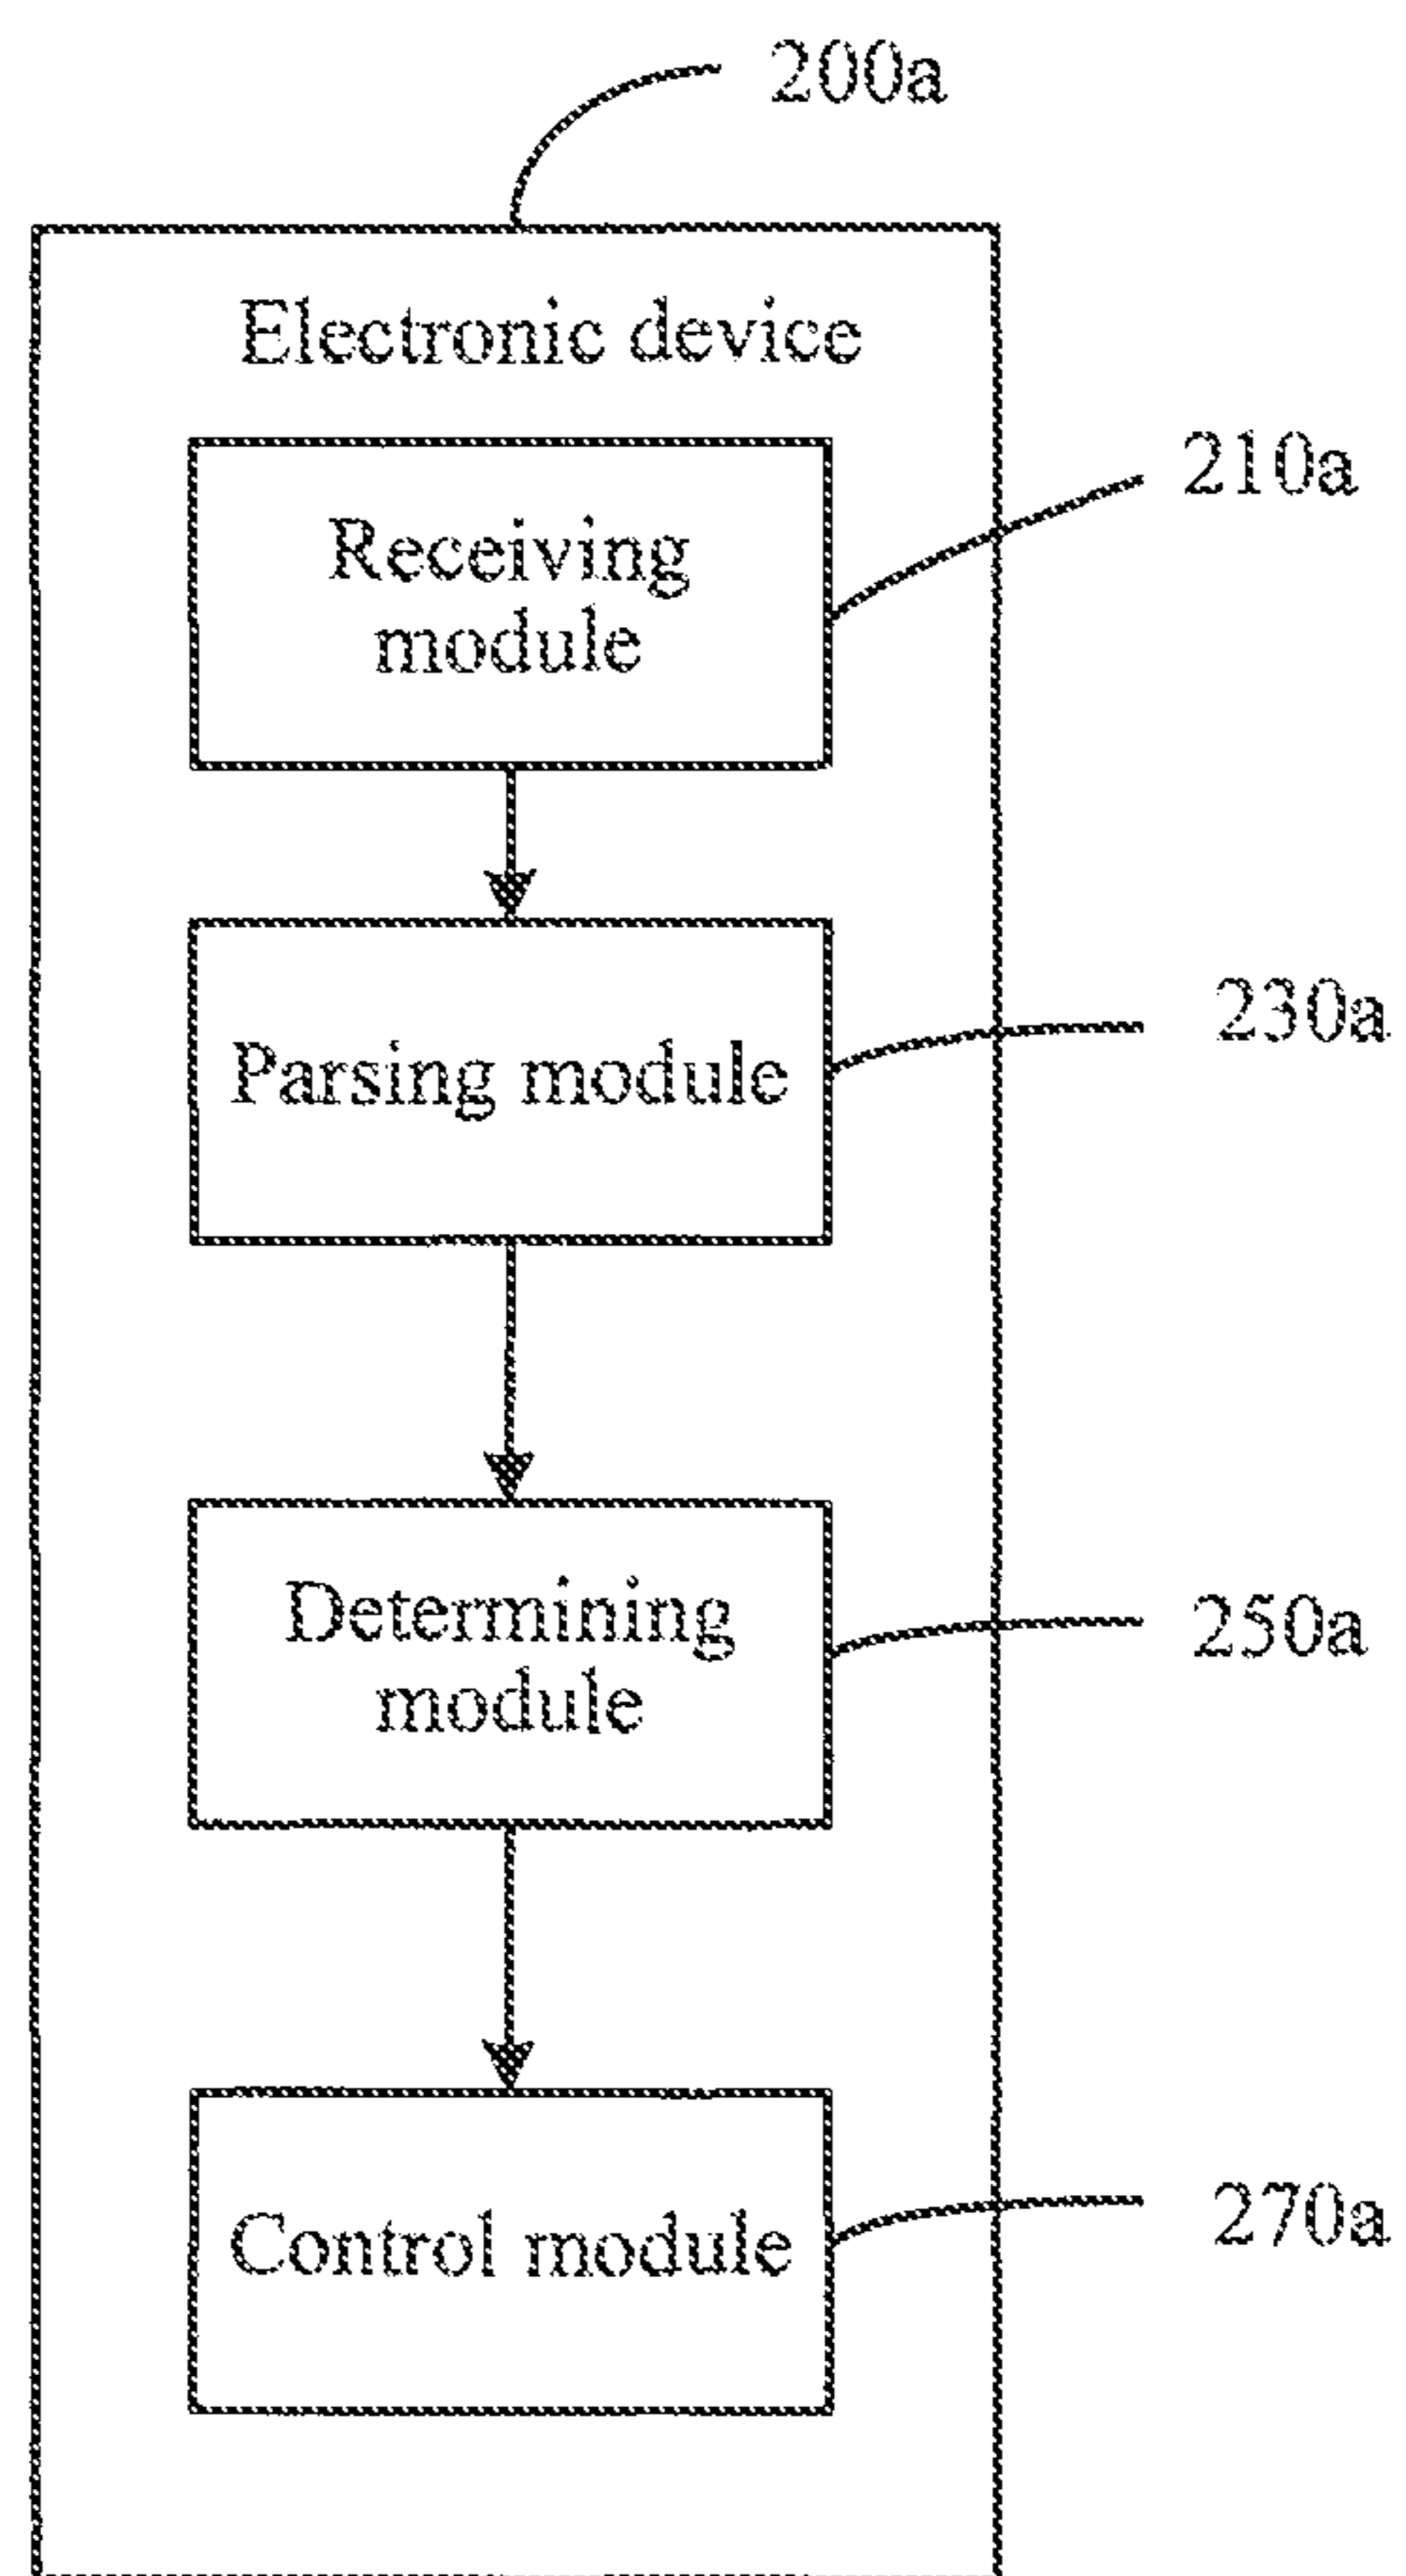 200a
Electronic device
210a
Receiving
module
230a
Parsing module
250a
Determining
module
270a
Control module